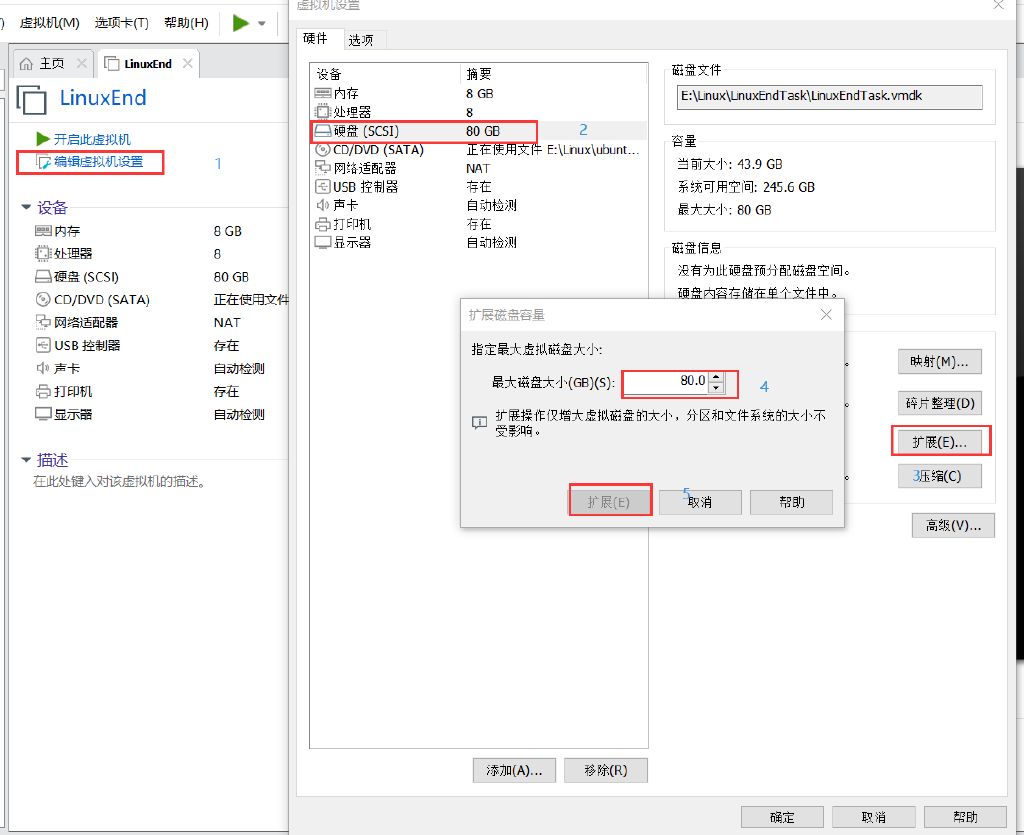 虚拟机(M) 选项卡(T) 帮助(H)
主页 LinuxEnd
LinuxEnd
开启此虚拟机
编辑虚拟机设置 1
设备
内存 8 GB
处理器 8
硬盘 (SCSI) 80 GB
CD/DVD (SATA) 正在使用文件
网络适配器 NAT
USB 控制器 存在
声卡 自动检测
打印机 存在
显示器 自动检测
描述
在此处键入对该虚拟机的描述。
虚拟机设置
硬件 选项
设备 摘要
内存 8 GB
处理器 8
硬盘 (SCSI) 80 GB 2
CD/DVD (SATA) 正在使用文件 E:\Linux\ubunt...
网络适配器 NAT
USB 控制器 存在
声卡 自动检测
打印机 存在
显示器 自动检测
添加(A)... 移除(R)
磁盘文件
E:\Linux\LinuxEndTask\LinuxEndTask.vmdk
容量
当前大小: 43.9 GB
系统可用空间: 245.6 GB
最大大小: 80 GB
磁盘信息
没有为此硬盘预分配磁盘空间。
硬盘内容存储在单个文件中。
映射(M)...
碎片整理(D)
扩展(E)...
3压缩(C)
高级(V)...
扩展磁盘容量
指定最大虚拟磁盘大小:
最大磁盘大小(GB)(S): 80.0 4
扩展操作仅增大虚拟磁盘的大小，分区和文件系统的大小不
受影响。
扩展(E) 5 取消 帮助
确定 取消 帮助